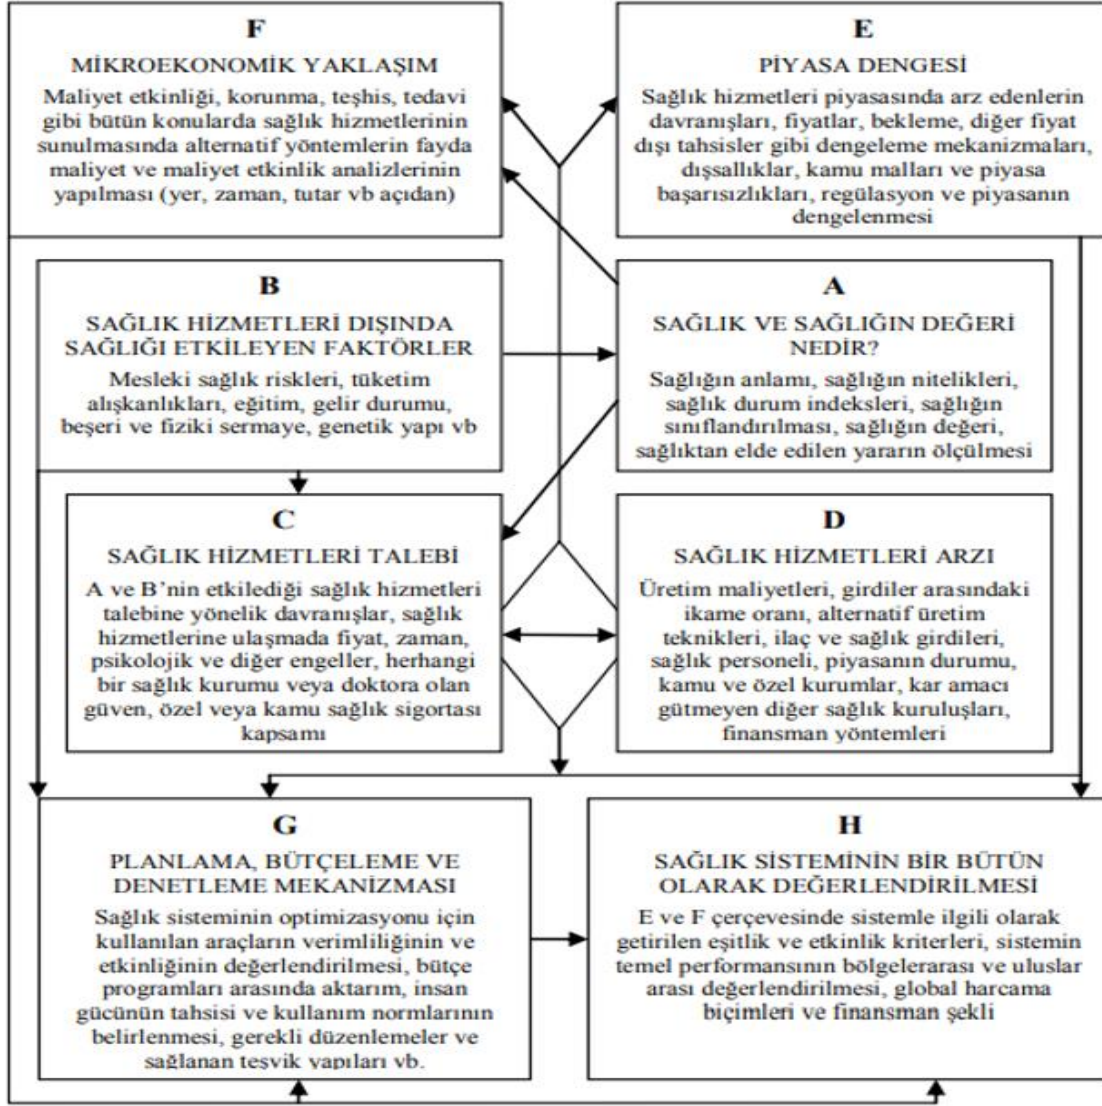 F
MİKROEKONOMİK YAKLAŞIM
Maliyet etkinliği, korunma, teşhis, tedavi
gibi bütün konularda sağlık hizmetlerinin
sunulmasında alternatif yöntemlerin fayda
maliyet ve maliyet etkinlik analizlerinin
yapılması (yer, zaman, tutar vb açıdan)
E
PİYASA DENGESİ
Sağlık hizmetleri piyasasında arz edenlerin
davranışları, fiyatlar, bekleme, diğer fiyat
dışı tahsisler gibi dengeleme mekanizmaları,
dışsallıklar, kamu malları ve piyasa
başarısızlıkları, regülasyon ve piyasanın
dengelenmesi
B
SAĞLIK HİZMETLERİ DIŞINDA
SAĞLIĞI ETKİLEYEN FAKTÖRLER
Mesleki sağlık riskleri, tüketim
alışkanlıkları, eğitim, gelir durumu,
beşeri ve fiziki sermaye, genetik yapı vb
A
SAĞLIK VE SAĞLIĞIN DEĞERİ
NEDİR?
Sağlığın anlamı, sağlığın nitelikleri,
sağlık durum indeksleri, sağlığın
sınıflandırılması, sağlığın değeri,
sağlıktan elde edilen yararın ölçülmesi
C
SAĞLIK HİZMETLERİ TALEBİ
A ve B’nin etkilediği sağlık hizmetleri
talebine yönelik davranışlar, sağlık
hizmetlerine ulaşmada fiyat, zaman,
psikolojik ve diğer engeller, herhangi
bir sağlık kurumu veya doktora olan
güven, özel veya kamu sağlık sigortası
kapsamı
D
SAĞLIK HİZMETLERİ ARZI
Üretim maliyetleri, girdiler arasındaki
ikame oranı, alternatif üretim
teknikleri, ilaç ve sağlık girdileri,
sağlık personeli, piyasanın durumu,
kamu ve özel kurumlar, kar amacı
gütmeyen diğer sağlık kuruluşları,
finansman yöntemleri
G
PLANLAMA, BÜTÇELEME VE
DENETLEME MEKANİZMASI
Sağlık sisteminin optimizasyonu için
kullanılan araçların verimliliğinin ve
etkinliğinin değerlendirilmesi, bütçe
programları arasında aktarım, insan
gücünün tahsisi ve kullanım normlarının
belirlenmesi, gerekli düzenlemeler ve
sağlanan teşvik yapıları vb.
H
SAĞLIK SİSTEMİNİN BİR BÜTÜN
OLARAK DEĞERLENDİRİLMESİ
E ve F çerçevesinde sistemle ilgili olarak
getirilen eşitlik ve etkinlik kriterleri, sistemin
temel performansının bölgelerarası ve uluslar
arası değerlendirilmesi, global harcama
biçimleri ve finansman şekli